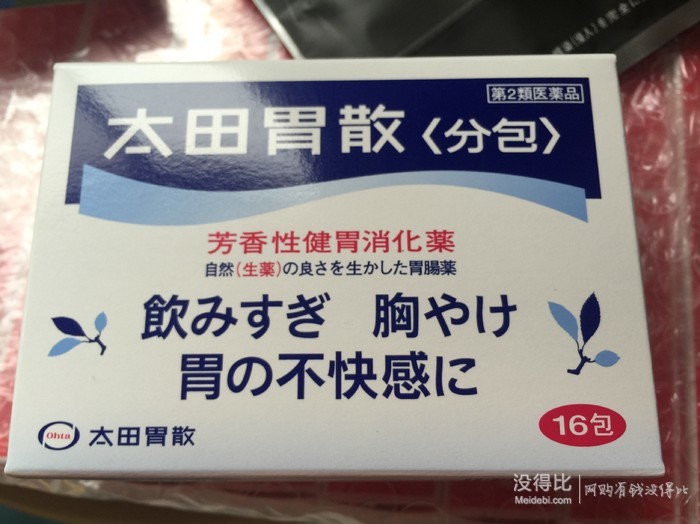 第2類医薬品
太田胃散〈分包〉
芳香性健胃消化薬
自然(生薬)の良さを生かした胃腸薬
飲みすぎ 胸やけ
胃の不快感に
16包
Ohta 太田胃散
没得比
Meidebi.com
网购有钱没得比